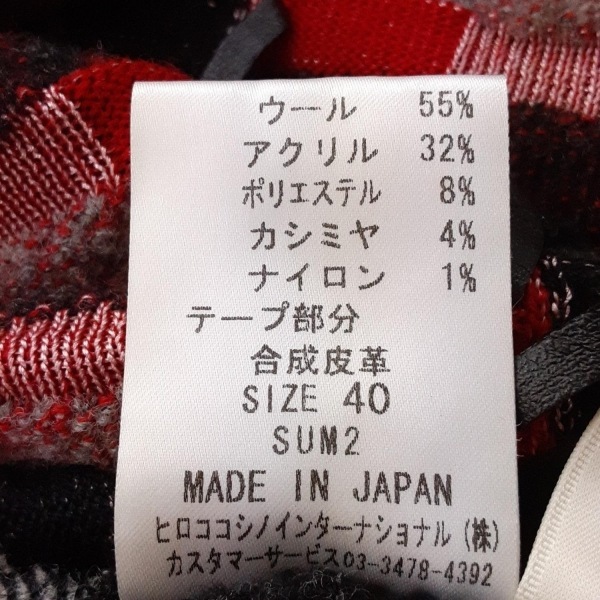 ウール 55%
アクリル 32%
ポリエステル 8%
カシミヤ 4%
ナイロン 1%
テープ部分
合成皮革
SIZE 40
SUM2
MADE IN JAPAN
ヒロココシノインターナショナル(株)
カスタマーサービス03-3478-4392